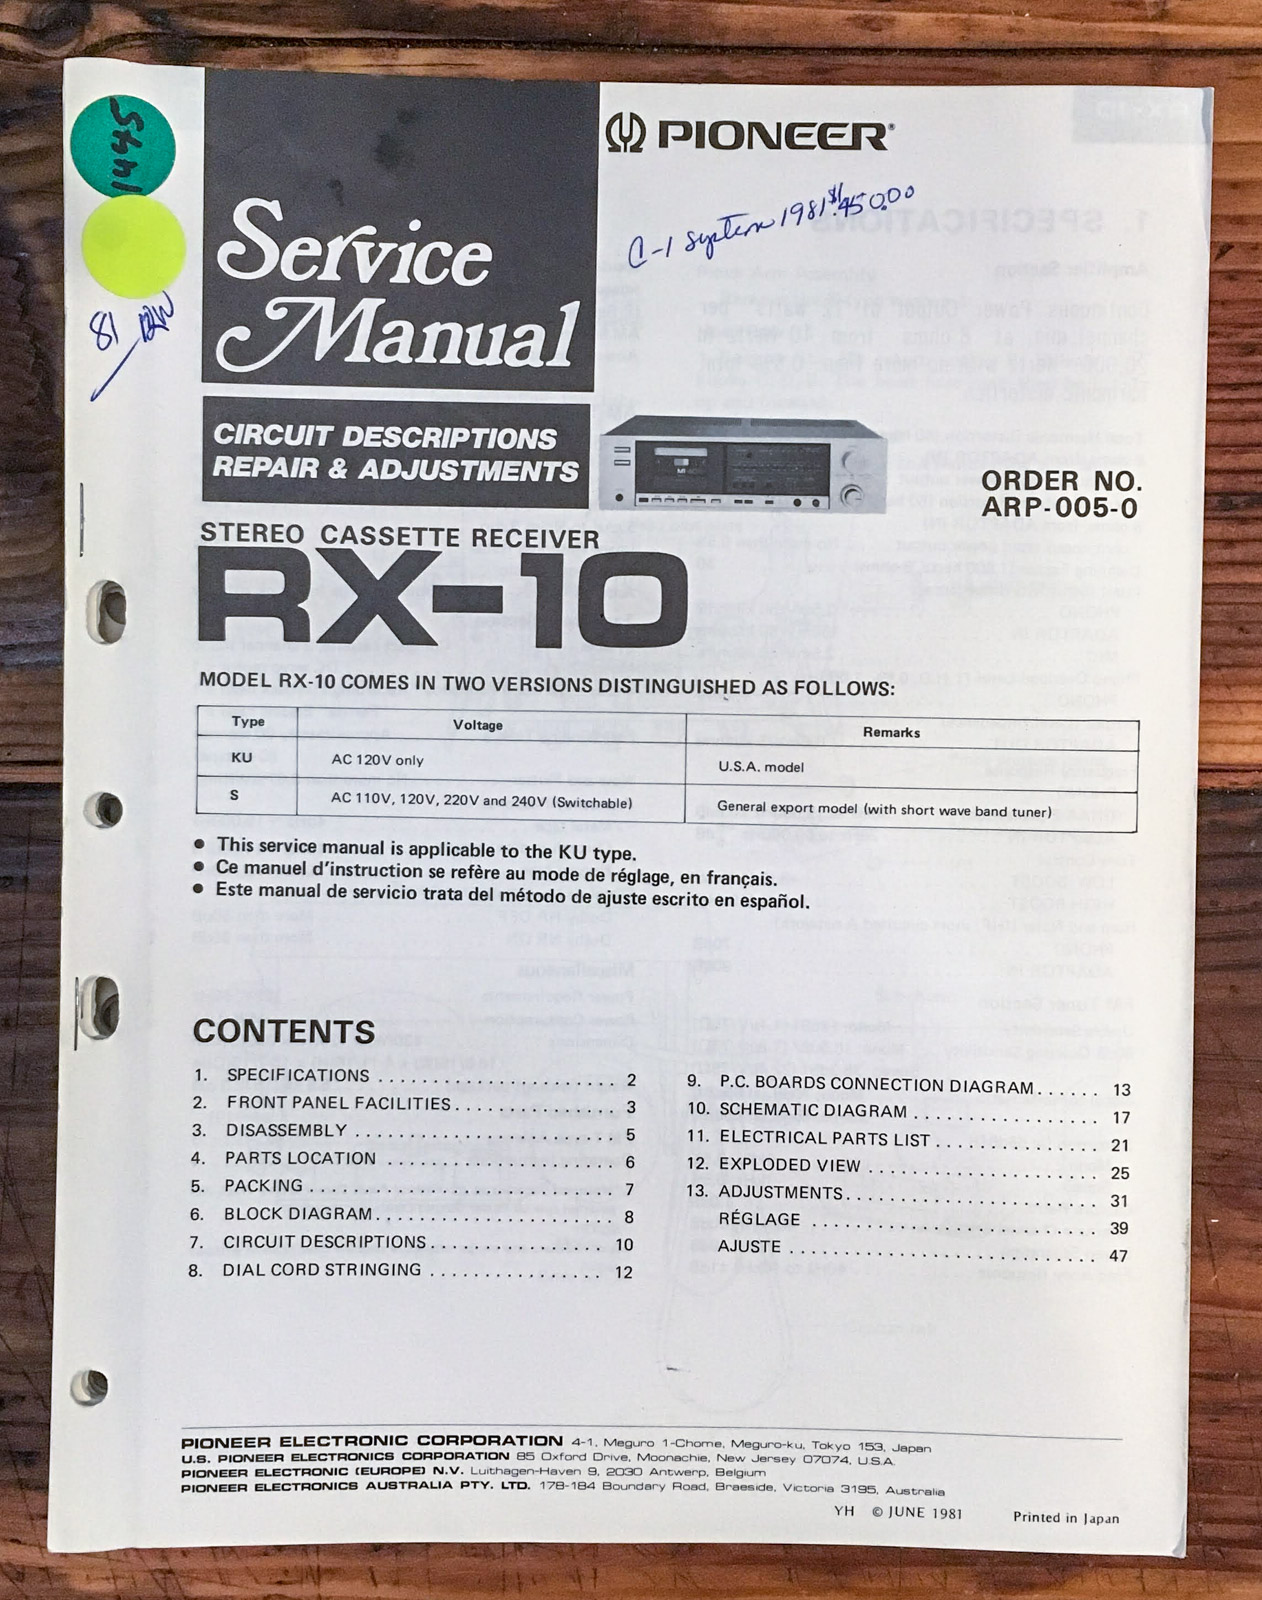 1445
81
PIONEER
C-1 System 1981 $1,450.00
Service
Manual
CIRCUIT DESCRIPTIONS
REPAIR & ADJUSTMENTS
ORDER NO.
ARP-005-0
STEREO CASSETTE RECEIVER
RX-10
MODEL RX-10 COMES IN TWO VERSIONS DISTINGUISHED AS FOLLOWS:
Type Voltage Remarks
KU AC 120V only U.S.A. model
S AC 110V, 120V, 220V and 240V (Switchable) General export model (with short wave band tuner)
● This service manual is applicable to the KU type.
● Ce manuel d'instruction se refère au mode de réglage, en français.
● Este manual de servicio trata del método de ajuste escrito en español.
CONTENTS
1. SPECIFICATIONS . . . . . . . . . . . . . . . . . . . . . . . 2
2. FRONT PANEL FACILITIES . . . . . . . . . . . . . . . 3
3. DISASSEMBLY . . . . . . . . . . . . . . . . . . . . . . . . 5
4. PARTS LOCATION . . . . . . . . . . . . . . . . . . . . . 6
5. PACKING . . . . . . . . . . . . . . . . . . . . . . . . . . . . 7
6. BLOCK DIAGRAM . . . . . . . . . . . . . . . . . . . . . . 8
7. CIRCUIT DESCRIPTIONS . . . . . . . . . . . . . . . . 10
8. DIAL CORD STRINGING . . . . . . . . . . . . . . . . 12
9. P.C. BOARDS CONNECTION DIAGRAM . . . . . . 13
10. SCHEMATIC DIAGRAM . . . . . . . . . . . . . . . . . 17
11. ELECTRICAL PARTS LIST . . . . . . . . . . . . . . . 21
12. EXPLODED VIEW . . . . . . . . . . . . . . . . . . . . . 25
13. ADJUSTMENTS . . . . . . . . . . . . . . . . . . . . . . . 31
RÉGLAGE . . . . . . . . . . . . . . . . . . . . . . . . . . . 39
AJUSTE . . . . . . . . . . . . . . . . . . . . . . . . . . . . . 47
PIONEER ELECTRONIC CORPORATION 4-1, Meguro 1-Chome, Meguro-ku, Tokyo 153, Japan
U.S. PIONEER ELECTRONICS CORPORATION 85 Oxford Drive, Moonachie, New Jersey 07074, U.S.A.
PIONEER ELECTRONIC (EUROPE) N.V. Luithagen-Haven 9, 2030 Antwerp, Belgium
PIONEER ELECTRONICS AUSTRALIA PTY. LTD. 178-184 Boundary Road, Braeside, Victoria 3195, Australia
YH © JUNE 1981 Printed in Japan